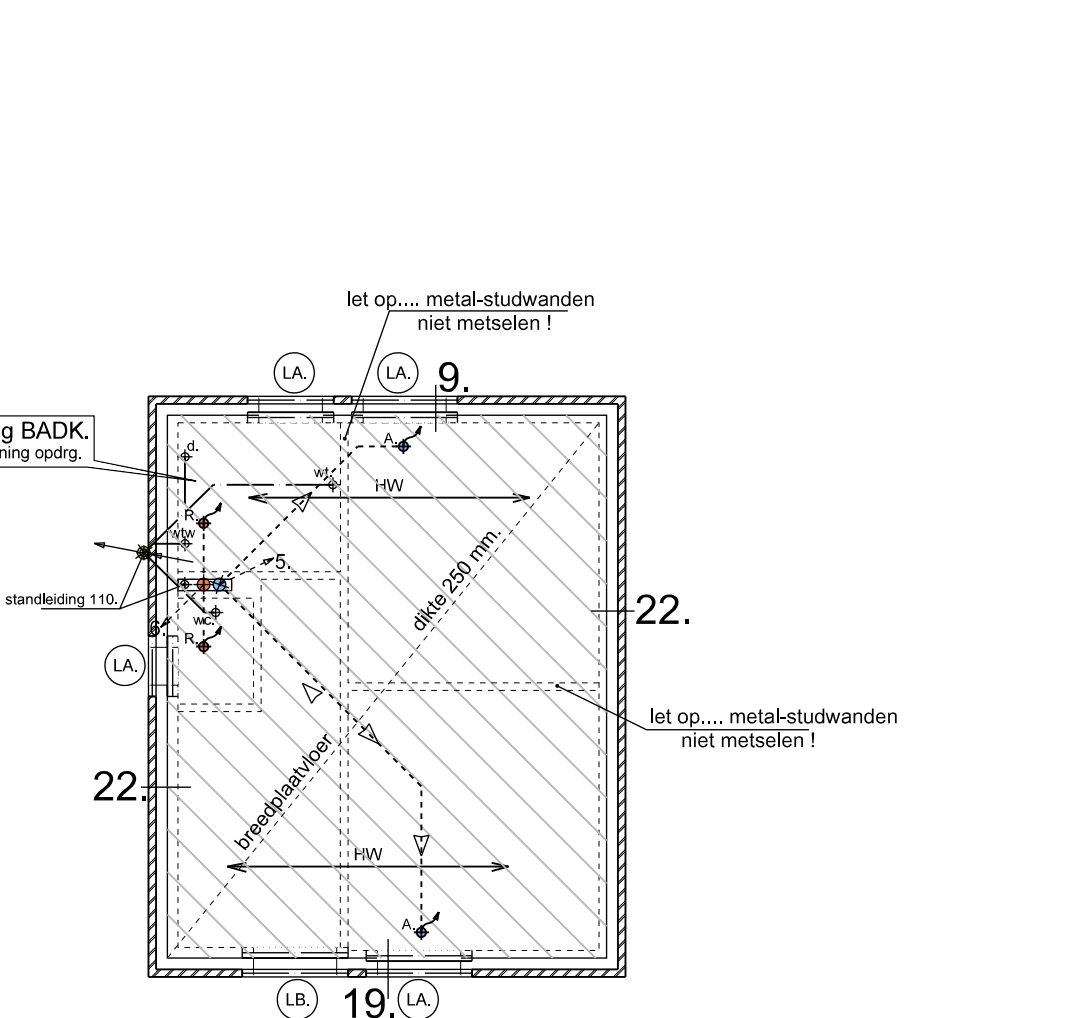 let op.... metal-studwanden
niet metselen !
LA.
LA.
9.
g BADK.
ning opdrg.
d.
A.
wt.
HW
R.
wtw
5.
dikte 250 mm.
standleiding 110.
wc.
22.
6.
R.
LA.
let op.... metal-studwanden
niet metselen !
breedplaatvloer
22.
HW
A.
LB.
19.
LA.